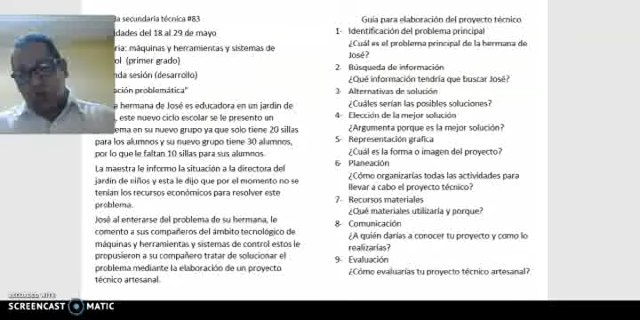 la secundaria técnica #83
idades del 18 al 29 de mayo
ria: máquinas y herramientas y sistemas de
ol (primer grado)
nda sesión (desarrollo)
ación problemática"
a hermana de José es educadora en un jardín de
, este nuevo ciclo escolar se le presento un
ema en su nuevo grupo ya que solo tiene 20 sillas
para los alumnos y su nuevo grupo tiene 30 alumnos,
por lo que le faltan 10 sillas para sus alumnos.
La maestra le informo la situación a la directora del
jardín de niños y esta le dijo que por el momento no se
tenían los recursos económicos para resolver este
problema.
José al enterarse del problema de su hermana, le
comento a sus compañeros del ámbito tecnológico de
máquinas y herramientas y sistemas de control estos le
propusieron a su compañero tratar de solucionar el
problema mediante la elaboración de un proyecto
técnico artesanal.
Guía para elaboración del proyecto técnico
1- Identificación del problema principal
¿Cuál es el problema principal de la hermana de
José?
2- Búsqueda de información
¿Qué información tendría que buscar José?
3- Alternativas de solución
¿Cuáles serían las posibles soluciones?
4- Elección de la mejor solución
¿Argumenta porque es la mejor solución?
5- Representación grafica
¿Cuál es la forma o imagen del proyecto?
6- Planeación
¿Cómo organizarías todas las actividades para
llevar a cabo el proyecto técnico?
7- Recursos materiales
¿Qué materiales utilizaría y porque?
8- Comunicación
¿A quién darías a conocer tu proyecto y como lo
realizarías?
9- Evaluación
¿Cómo evaluarías tu proyecto técnico artesanal?
RECORDED WITH
SCREENCAST MATIC